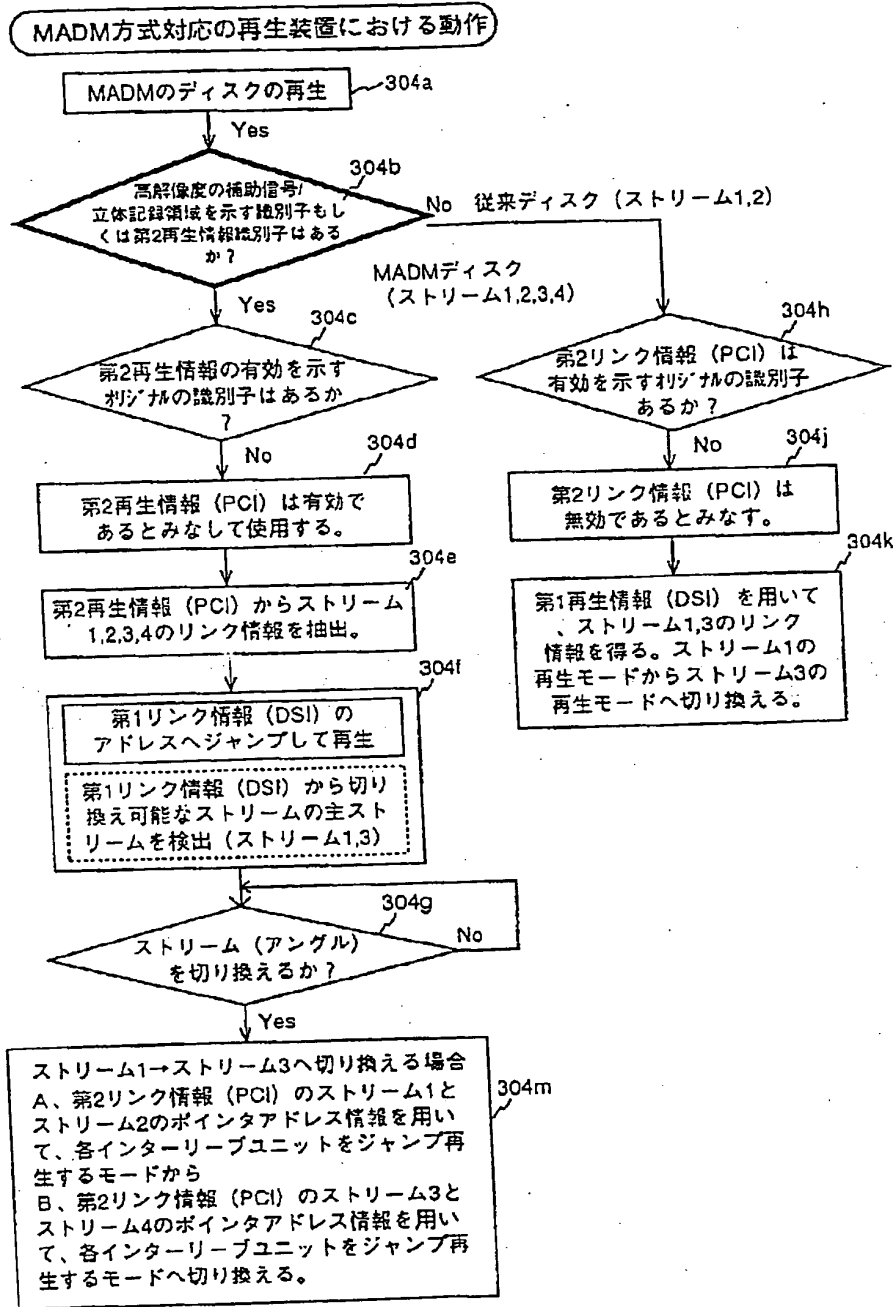 MADM方式対応の再生装置における動作
MADMのディスクの再生
304a
Yes
304b
高解像度の補助信号/
立体記録領域を示す識別子もし
くは第2再生情報識別子はある
か?
No 従来ディスク (ストリーム1,2)
MADMディスク
(ストリーム1,2,3,4)
Yes
304c
第2再生情報の有効を示す
オリジナルの識別子はあるか
?
304h
第2リンク情報 (PCI) は
有効を示すオリジナルの識別子
あるか?
No
304d
第2再生情報 (PCI) は有効で
あるとみなして使用する。
No
304j
第2リンク情報 (PCI) は
無効であるとみなす。
304e
第2再生情報 (PCI) からストリーム
1,2,3,4のリンク情報を抽出。
304k
第1再生情報 (DSI) を用いて
、ストリーム1,3のリンク
情報を得る。ストリーム1の
再生モードからストリーム3の
再生モードへ切り換える。
304f
第1リンク情報 (DSI) の
アドレスへジャンプして再生
第1リンク情報 (DSI) から切り
換え可能なストリームの主スト
リームを検出 (ストリーム1,3)
304g
ストリーム (アングル)
を切り換えるか?
No
Yes
304m
ストリーム1→ストリーム3へ切り換える場合
A、第2リンク情報 (PCI) のストリーム1と
ストリーム2のポインタアドレス情報を用い
て、各インターリーブユニットをジャンプ再
生するモードから
B、第2リンク情報 (PCI) のストリーム3と
ストリーム4のポインタアドレス情報を用い
て、各インターリーブユニットをジャンプ再
生するモードへ切り換える。